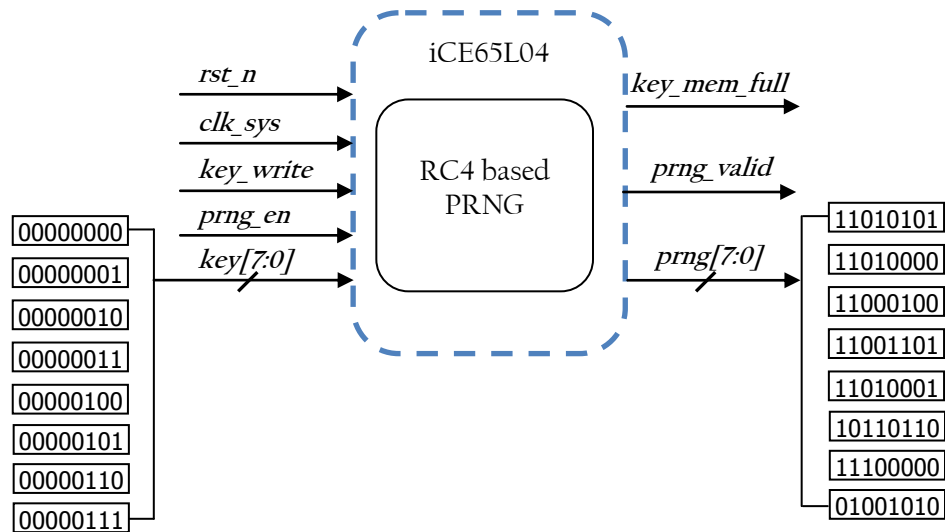 iCE65L04
rst_n
clk_sys
key_write
prng_en
key[7:0]
RC4 based
PRNG
key_mem_full
prng_valid
prng[7:0]
00000000
00000001
00000010
00000011
00000100
00000101
00000110
00000111
11010101
11010000
11000100
11001101
11010001
10110110
11100000
01001010